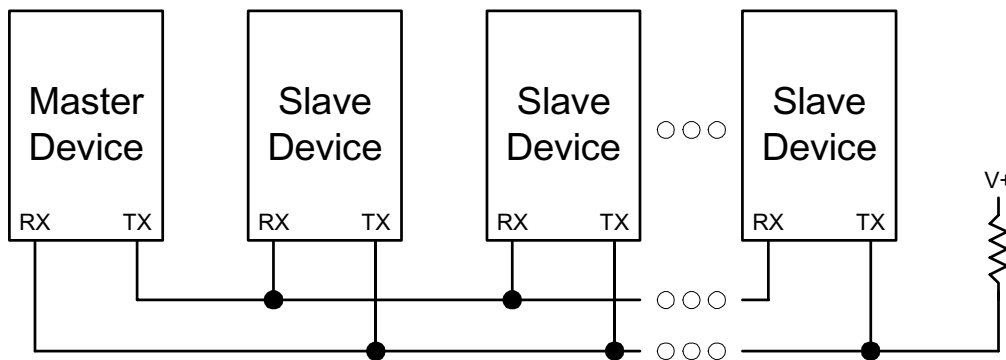 Master
Device
Slave
Device
Slave
Device
Slave
Device
RX TX
RX TX
RX TX
RX TX
V+